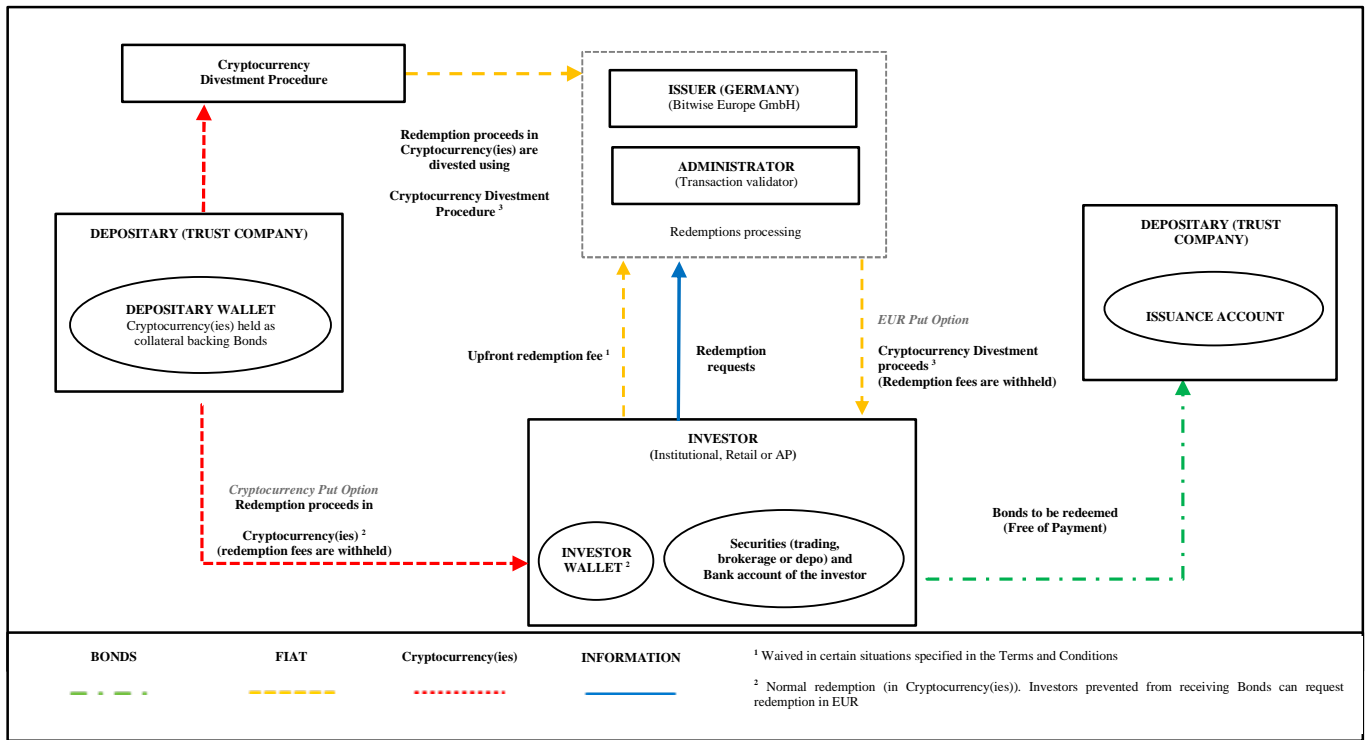 Cryptocurrency
Divestment Procedure
ISSUER (GERMANY)
(Bitwise Europe GmbH)
ADMINISTRATOR
(Transaction validator)
Redemptions processing
Redemption proceeds in
Cryptocurrency(ies) are
divested using
Cryptocurrency Divestment
Procedure ³
DEPOSITARY (TRUST COMPANY)
DEPOSITARY WALLET
Cryptocurrency(ies) held as
collateral backing Bonds
DEPOSITARY (TRUST
COMPANY)
ISSUANCE ACCOUNT
Upfront redemption fee ¹
Redemption
requests
EUR Put Option
Cryptocurrency Divestment
proceeds ³
(Redemption fees are withheld)
INVESTOR
(Institutional, Retail or AP)
Cryptocurrency Put Option
Redemption proceeds in
Cryptocurrency(ies) ²
(redemption fees are withheld)
INVESTOR
WALLET ²
Securities (trading,
brokerage or depo) and
Bank account of the investor
Bonds to be redeemed
(Free of Payment)
BONDS
FIAT
Cryptocurrency(ies)
INFORMATION
¹ Waived in certain situations specified in the Terms and Conditions
² Normal redemption (in Cryptocurrency(ies)). Investors prevented from receiving Bonds can request
redemption in EUR